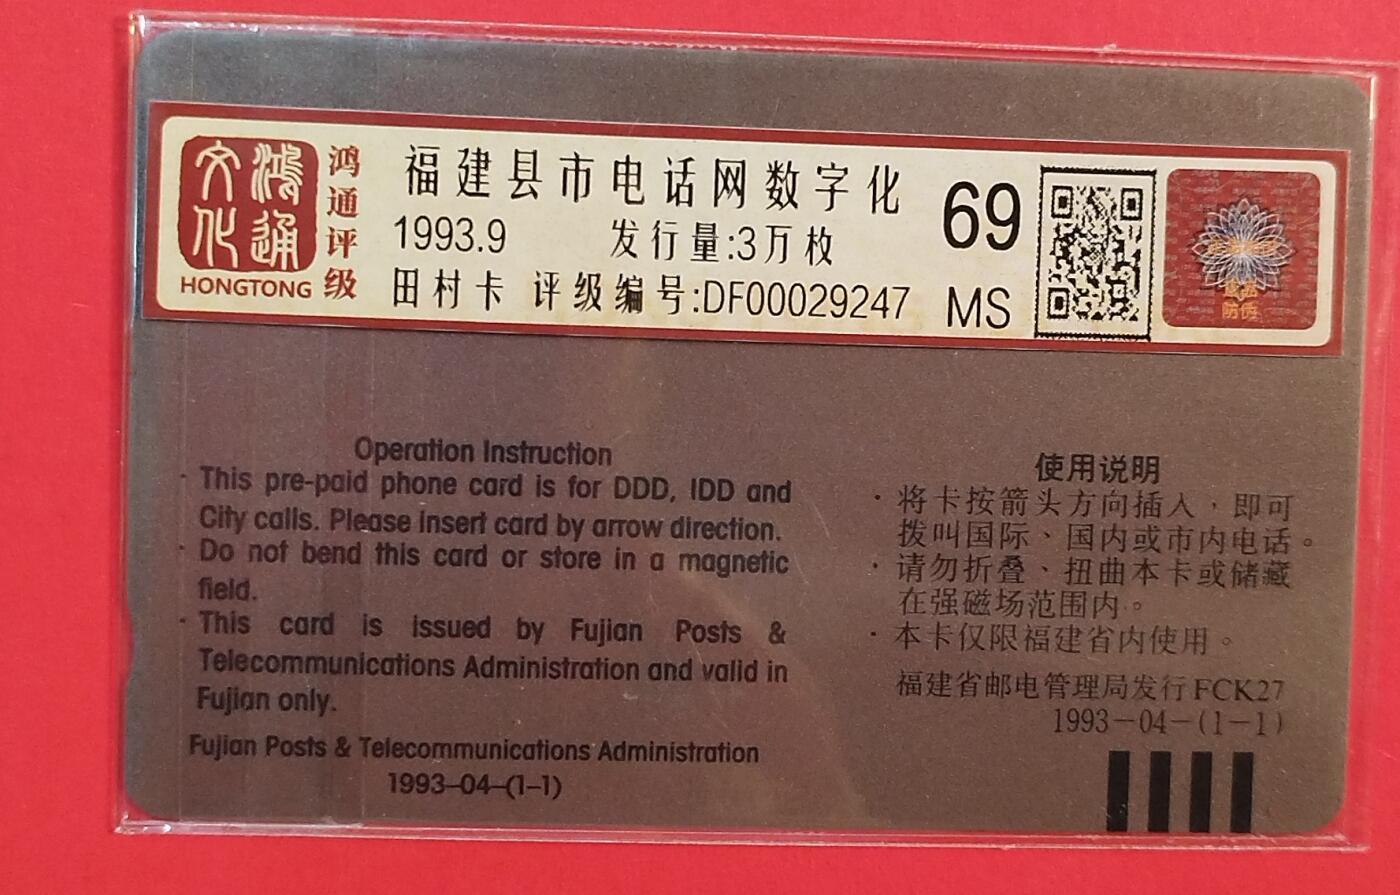 鸿通文化
HONGTONG
鸿通评级
福建县市电话网数字化
1993.9 发行量:3万枚
田村卡 评级编号:DF00029247
69
MS
防伪
Operation Instruction
· This pre-paid phone card is for DDD, IDD and
City calls. Please insert card by arrow direction.
· Do not bend this card or store in a magnetic
field.
· This card is issued by Fujian Posts &
Telecommunications Administration and valid in
Fujian only.
Fujian Posts & Telecommunications Administration
1993–04–(1–1)
使用说明
· 将卡按箭头方向插入，即可
拨叫国际、国内或市内电话。
· 请勿折叠、扭曲本卡或储藏
在强磁场范围内。
· 本卡仅限福建省内使用。
福建省邮电管理局发行FCK27
1993－04－(1－1)